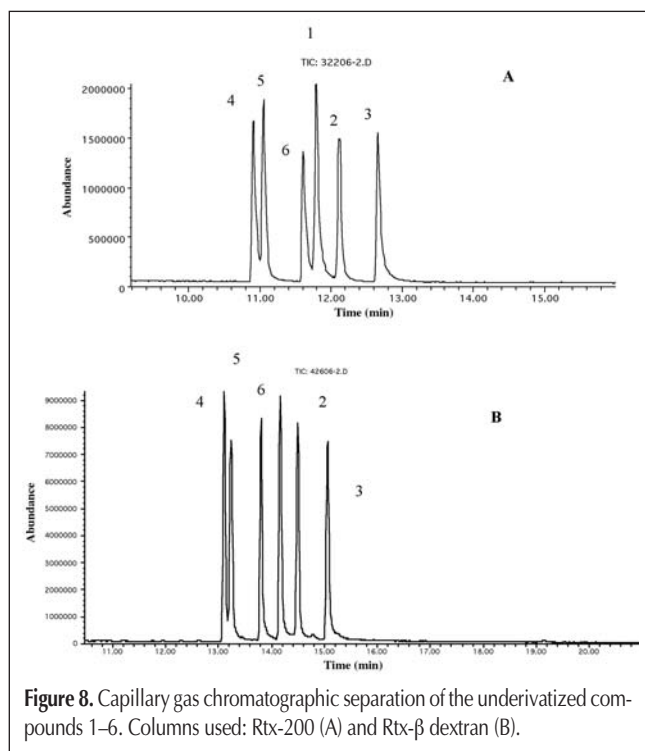 1
TIC: 32206-2.D
A
5
4
2
3
6
2000000
1500000
1000000
500000
0
Abundance
10.00 11.00 12.00 13.00 14.00 15.00
Time (min)
5
TIC: 42606-2.D
4
6
2
B
3
9000000
8000000
7000000
6000000
5000000
4000000
3000000
2000000
1000000
0
Abundance
11.00 12.00 13.00 14.00 15.00 16.00 17.00 18.00 19.00 20.00
Time (min)
Figure 8. Capillary gas chromatographic separation of the underivatized com-
pounds 1–6. Columns used: Rtx-200 (A) and Rtx-β dextran (B).